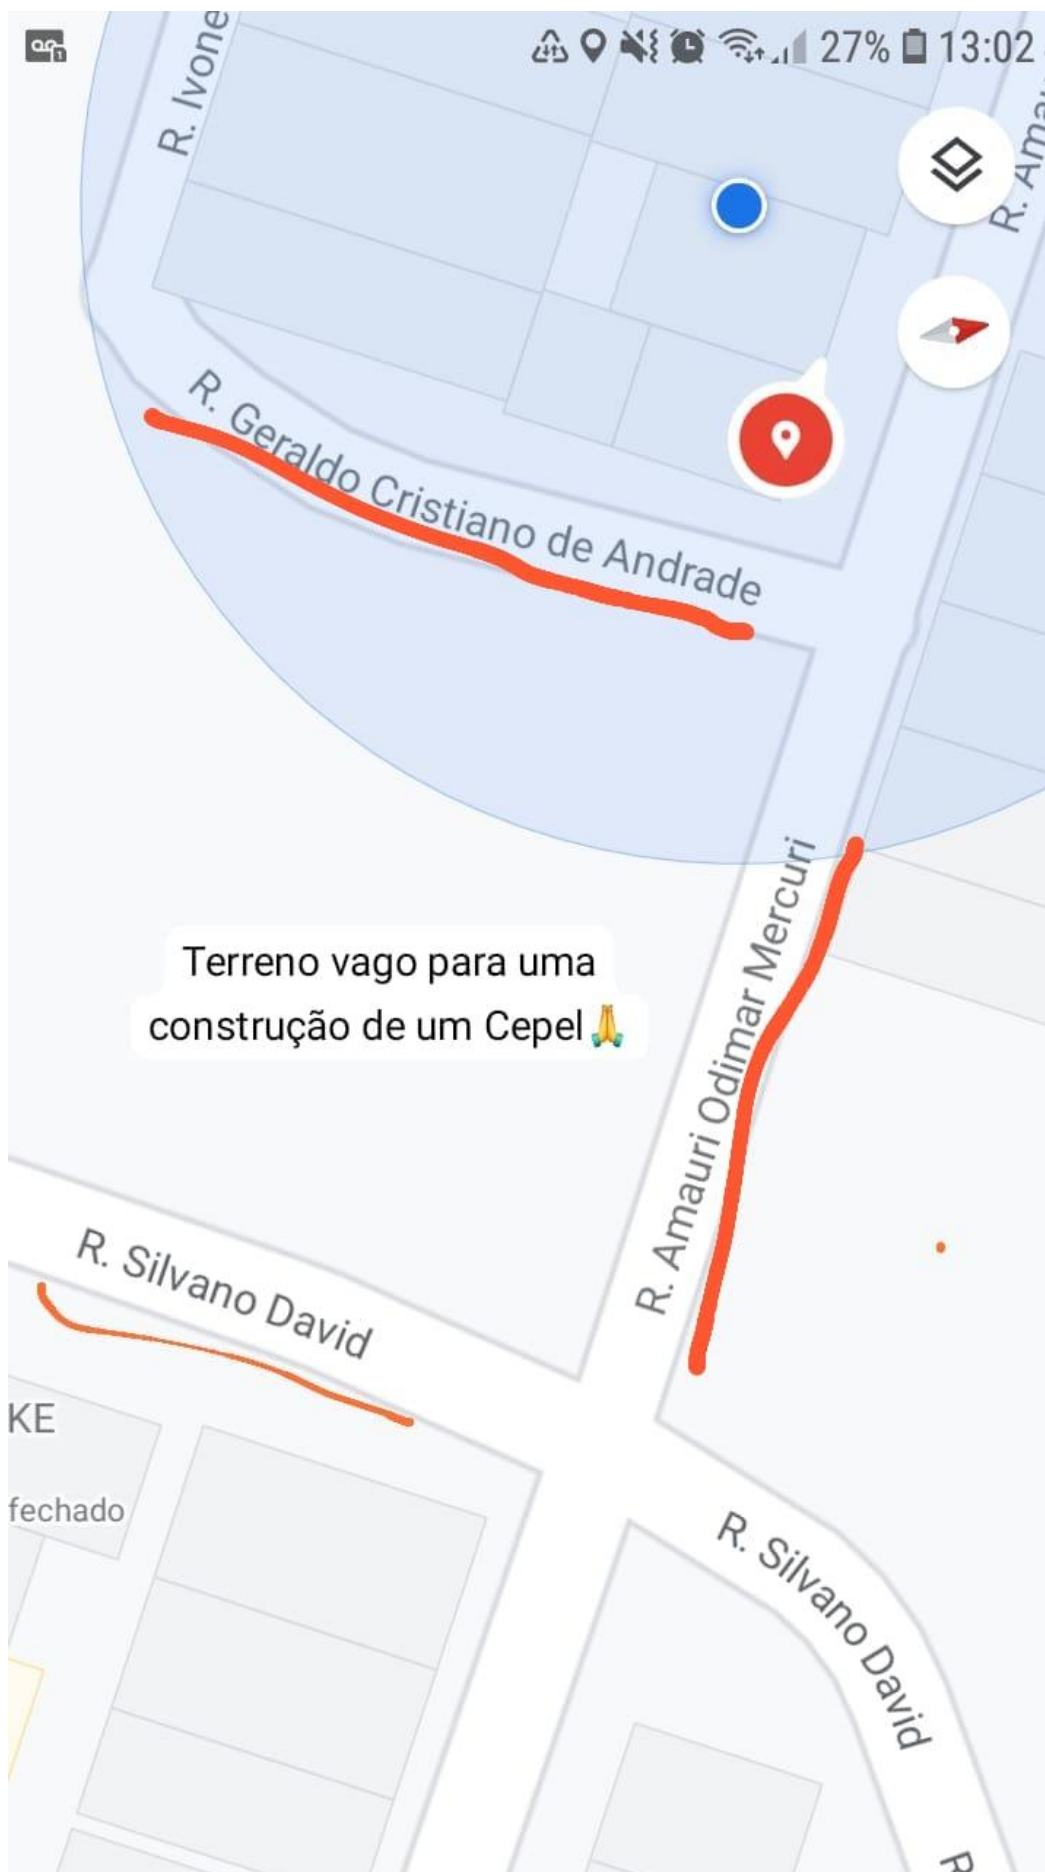 27% 13:02
R. Ivone
R. Amau
R. Geraldo Cristiano de Andrade
R. Amauri Odimar Mercuri
Terreno vago para uma
construção de um Cepel🙏
R. Silvano David
KE
fechado
R. Silvano David
R